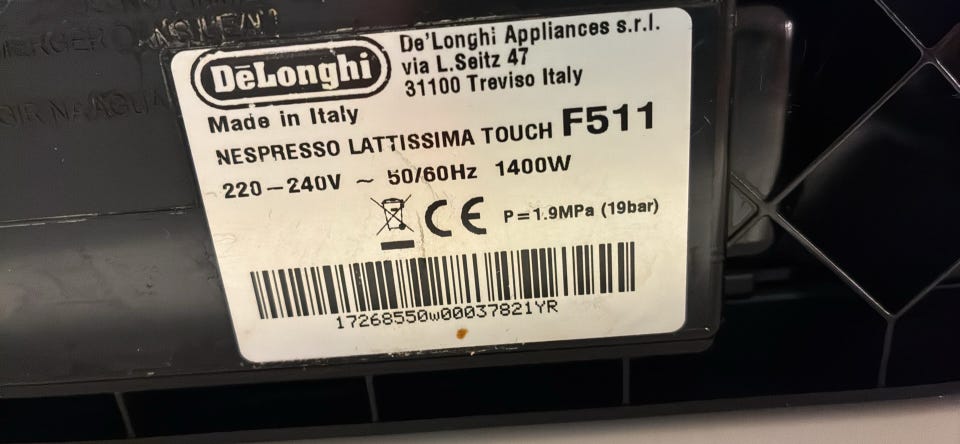 DeLonghi
De'Longhi Appliances s.r.l.
via L.Seitz 47
31100 Treviso Italy
Made in Italy
NESPRESSO LATTISSIMA TOUCH F511
220-240V ~ 50/60Hz 1400W
CE P=1.9MPa (19bar)
17268550w00037821YR